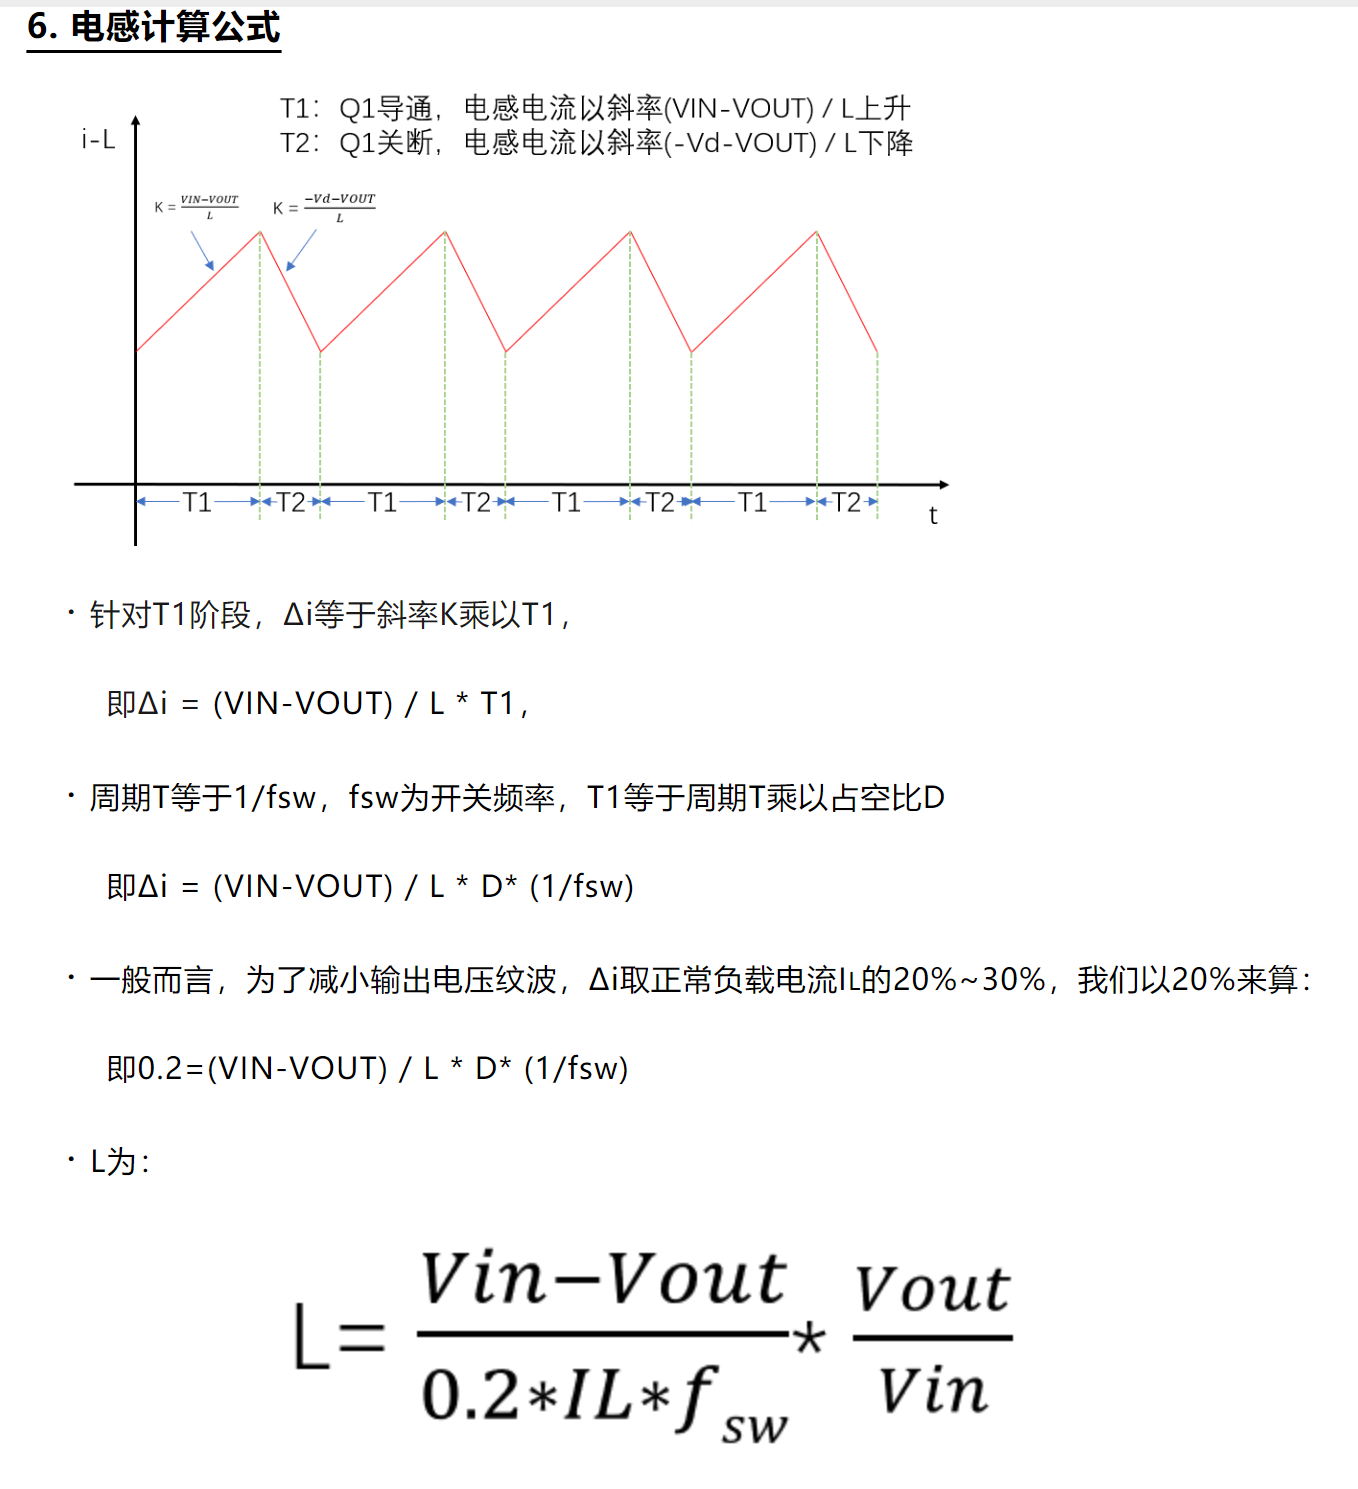 6. 电感计算公式
T1：Q1导通，电感电流以斜率(VIN-VOUT) / L上升
T2：Q1关断，电感电流以斜率(-Vd-VOUT) / L下降
i-L
K = VIN−VOUT / L
K = −Vd−VOUT / L
T1 T2 T1 T2 T1 T2 T1 T2
t
· 针对T1阶段，Δi等于斜率K乘以T1，
即Δi = (VIN-VOUT) / L * T1，
· 周期T等于1/fsw，fsw为开关频率，T1等于周期T乘以占空比D
即Δi = (VIN-VOUT) / L * D* (1/fsw)
· 一般而言，为了减小输出电压纹波，Δi取正常负载电流IL的20%~30%，我们以20%来算：
即0.2=(VIN-VOUT) / L * D* (1/fsw)
· L为：
L= Vin−Vout / 0.2*IL*fsw * Vout / Vin